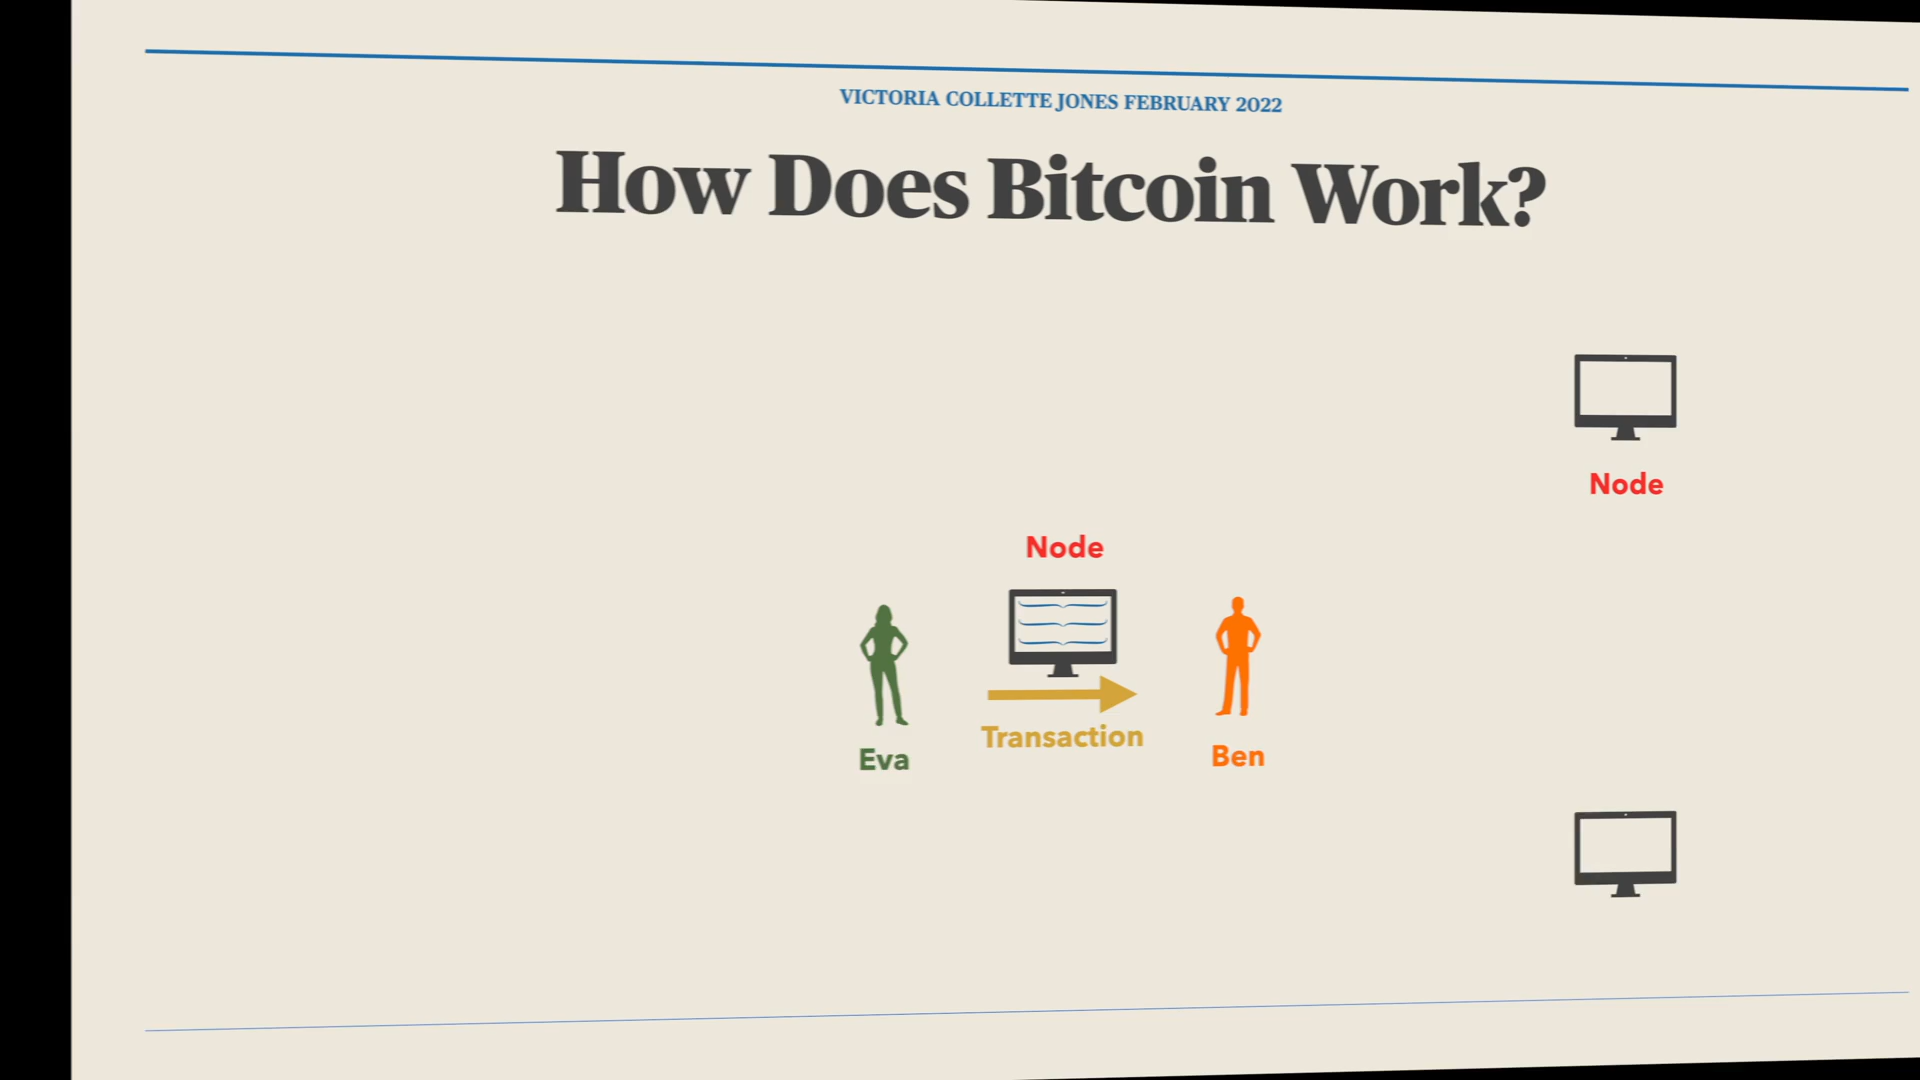 VICTORIA COLLETTE JONES FEBRUARY 2022
How Does Bitcoin Work?
Node
Node
Eva
Transaction
Ben